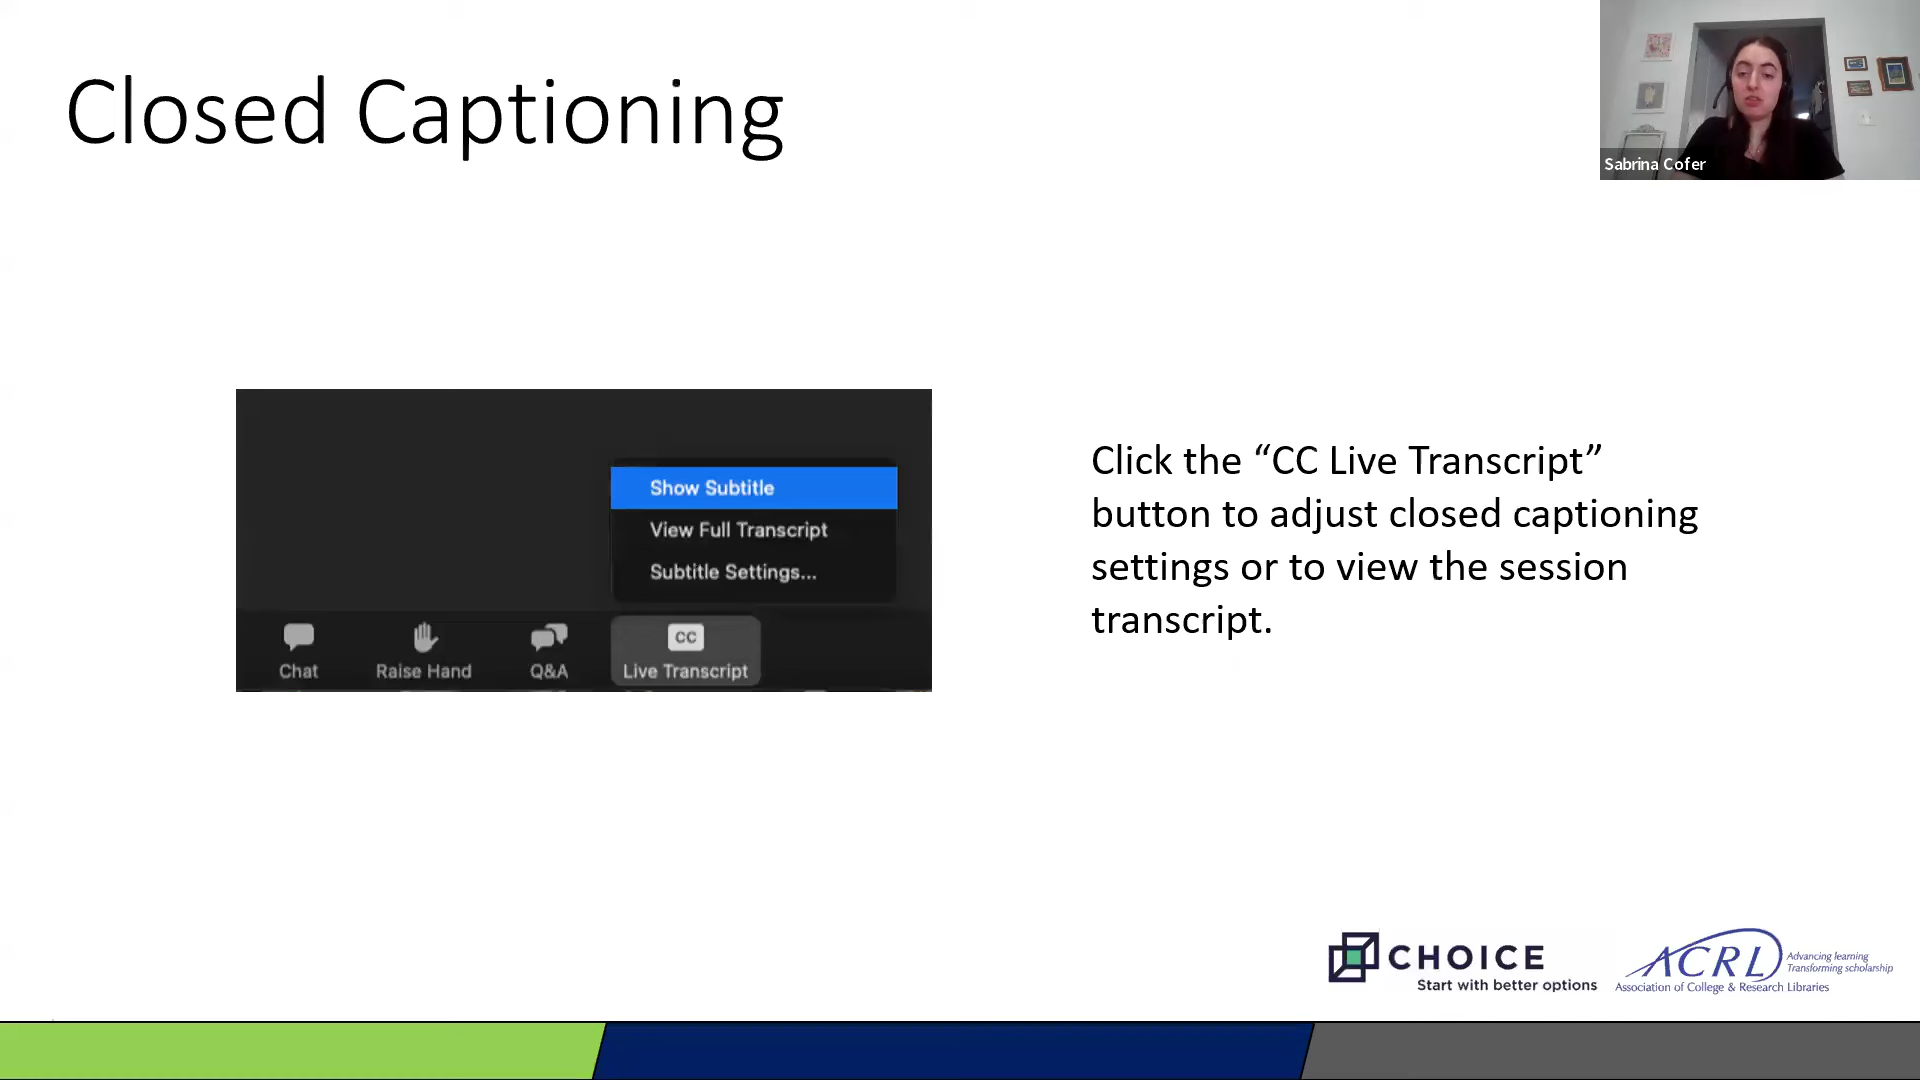 Closed Captioning
Sabrina Cofer
Show Subtitle
View Full Transcript
Subtitle Settings...
CC
Chat
Raise Hand
Q&A
Live Transcript
Click the “CC Live Transcript”
button to adjust closed captioning
settings or to view the session
transcript.
CHOICE
Start with better options
ACRL
Advancing learning
Transforming scholarship
Association of College & Research Libraries